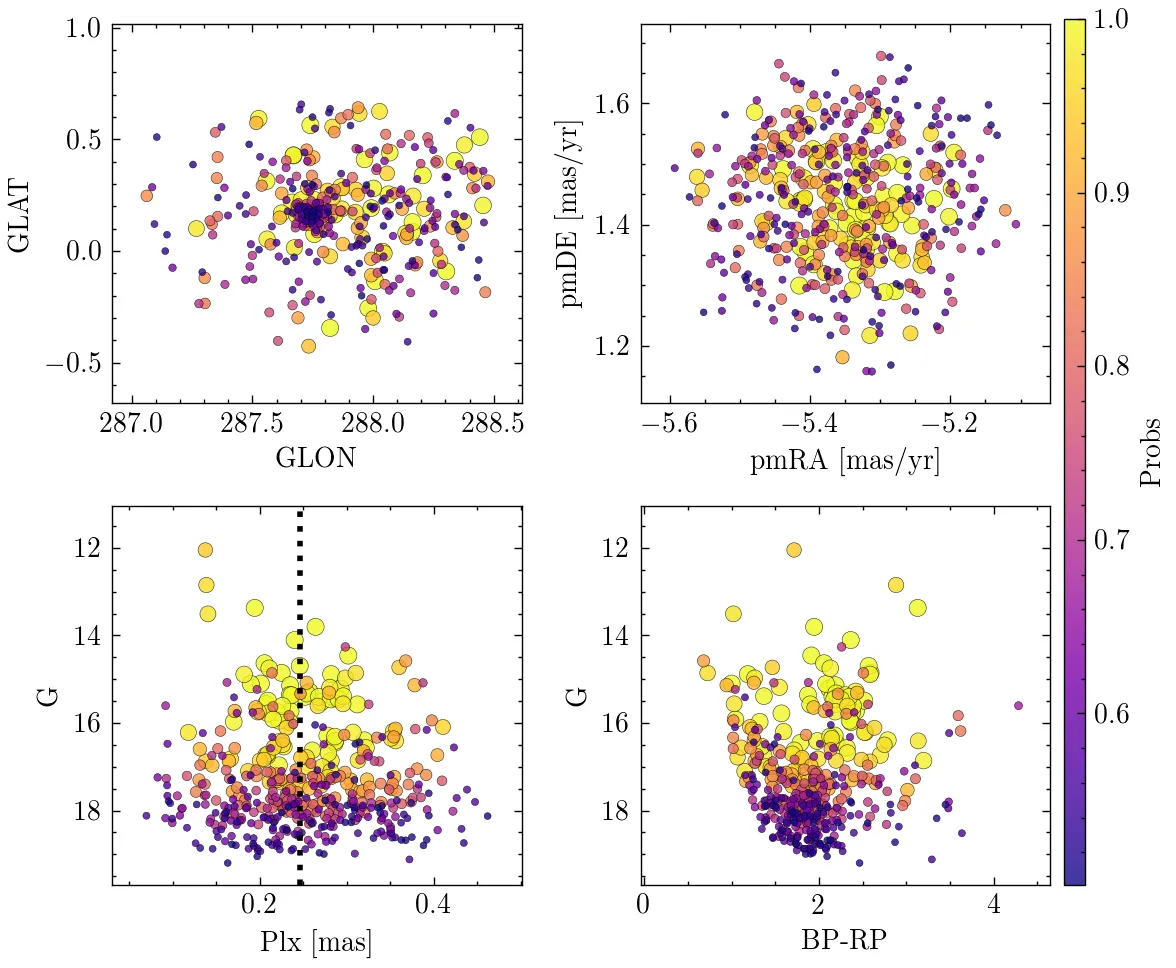 1.0
0.5
0.0
−0.5
GLAT
287.0 287.5 288.0 288.5
GLON
1.6
1.4
1.2
pmDE [mas/yr]
−5.6 −5.4 −5.2
pmRA [mas/yr]
12
14
16
18
G
0.2 0.4
Plx [mas]
12
14
16
18
G
0 2 4
BP-RP
1.0
0.9
0.8
0.7
0.6
Probs